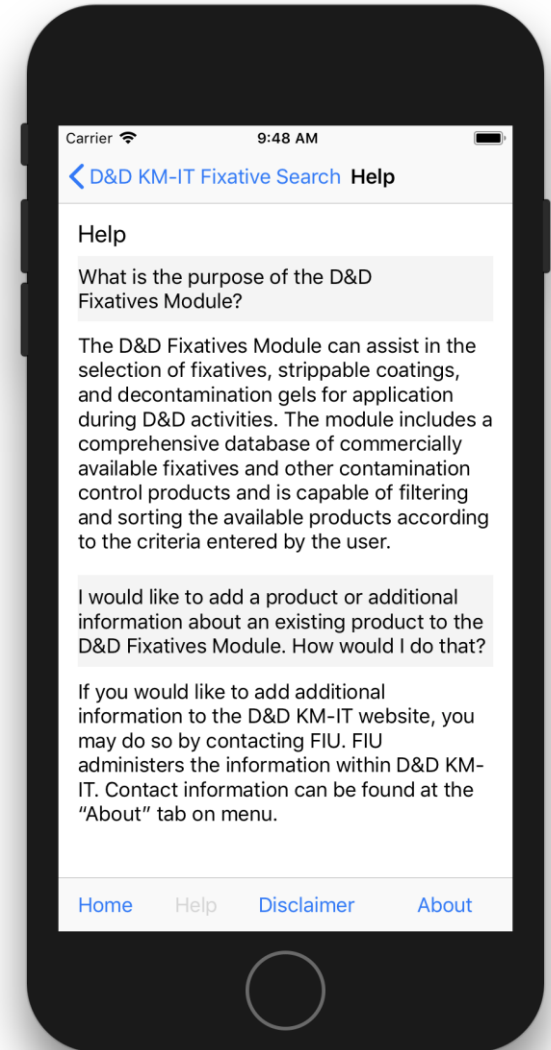 Carrier 9:48 AM
D&D KM-IT Fixative Search Help
Help
What is the purpose of the D&D
Fixatives Module?
The D&D Fixatives Module can assist in the
selection of fixatives, strippable coatings,
and decontamination gels for application
during D&D activities. The module includes a
comprehensive database of commercially
available fixatives and other contamination
control products and is capable of filtering
and sorting the available products according
to the criteria entered by the user.
I would like to add a product or additional
information about an existing product to the
D&D Fixatives Module. How would I do that?
If you would like to add additional
information to the D&D KM-IT website, you
may do so by contacting FIU. FIU
administers the information within D&D KM-
IT. Contact information can be found at the
“About” tab on menu.
Home Help Disclaimer About